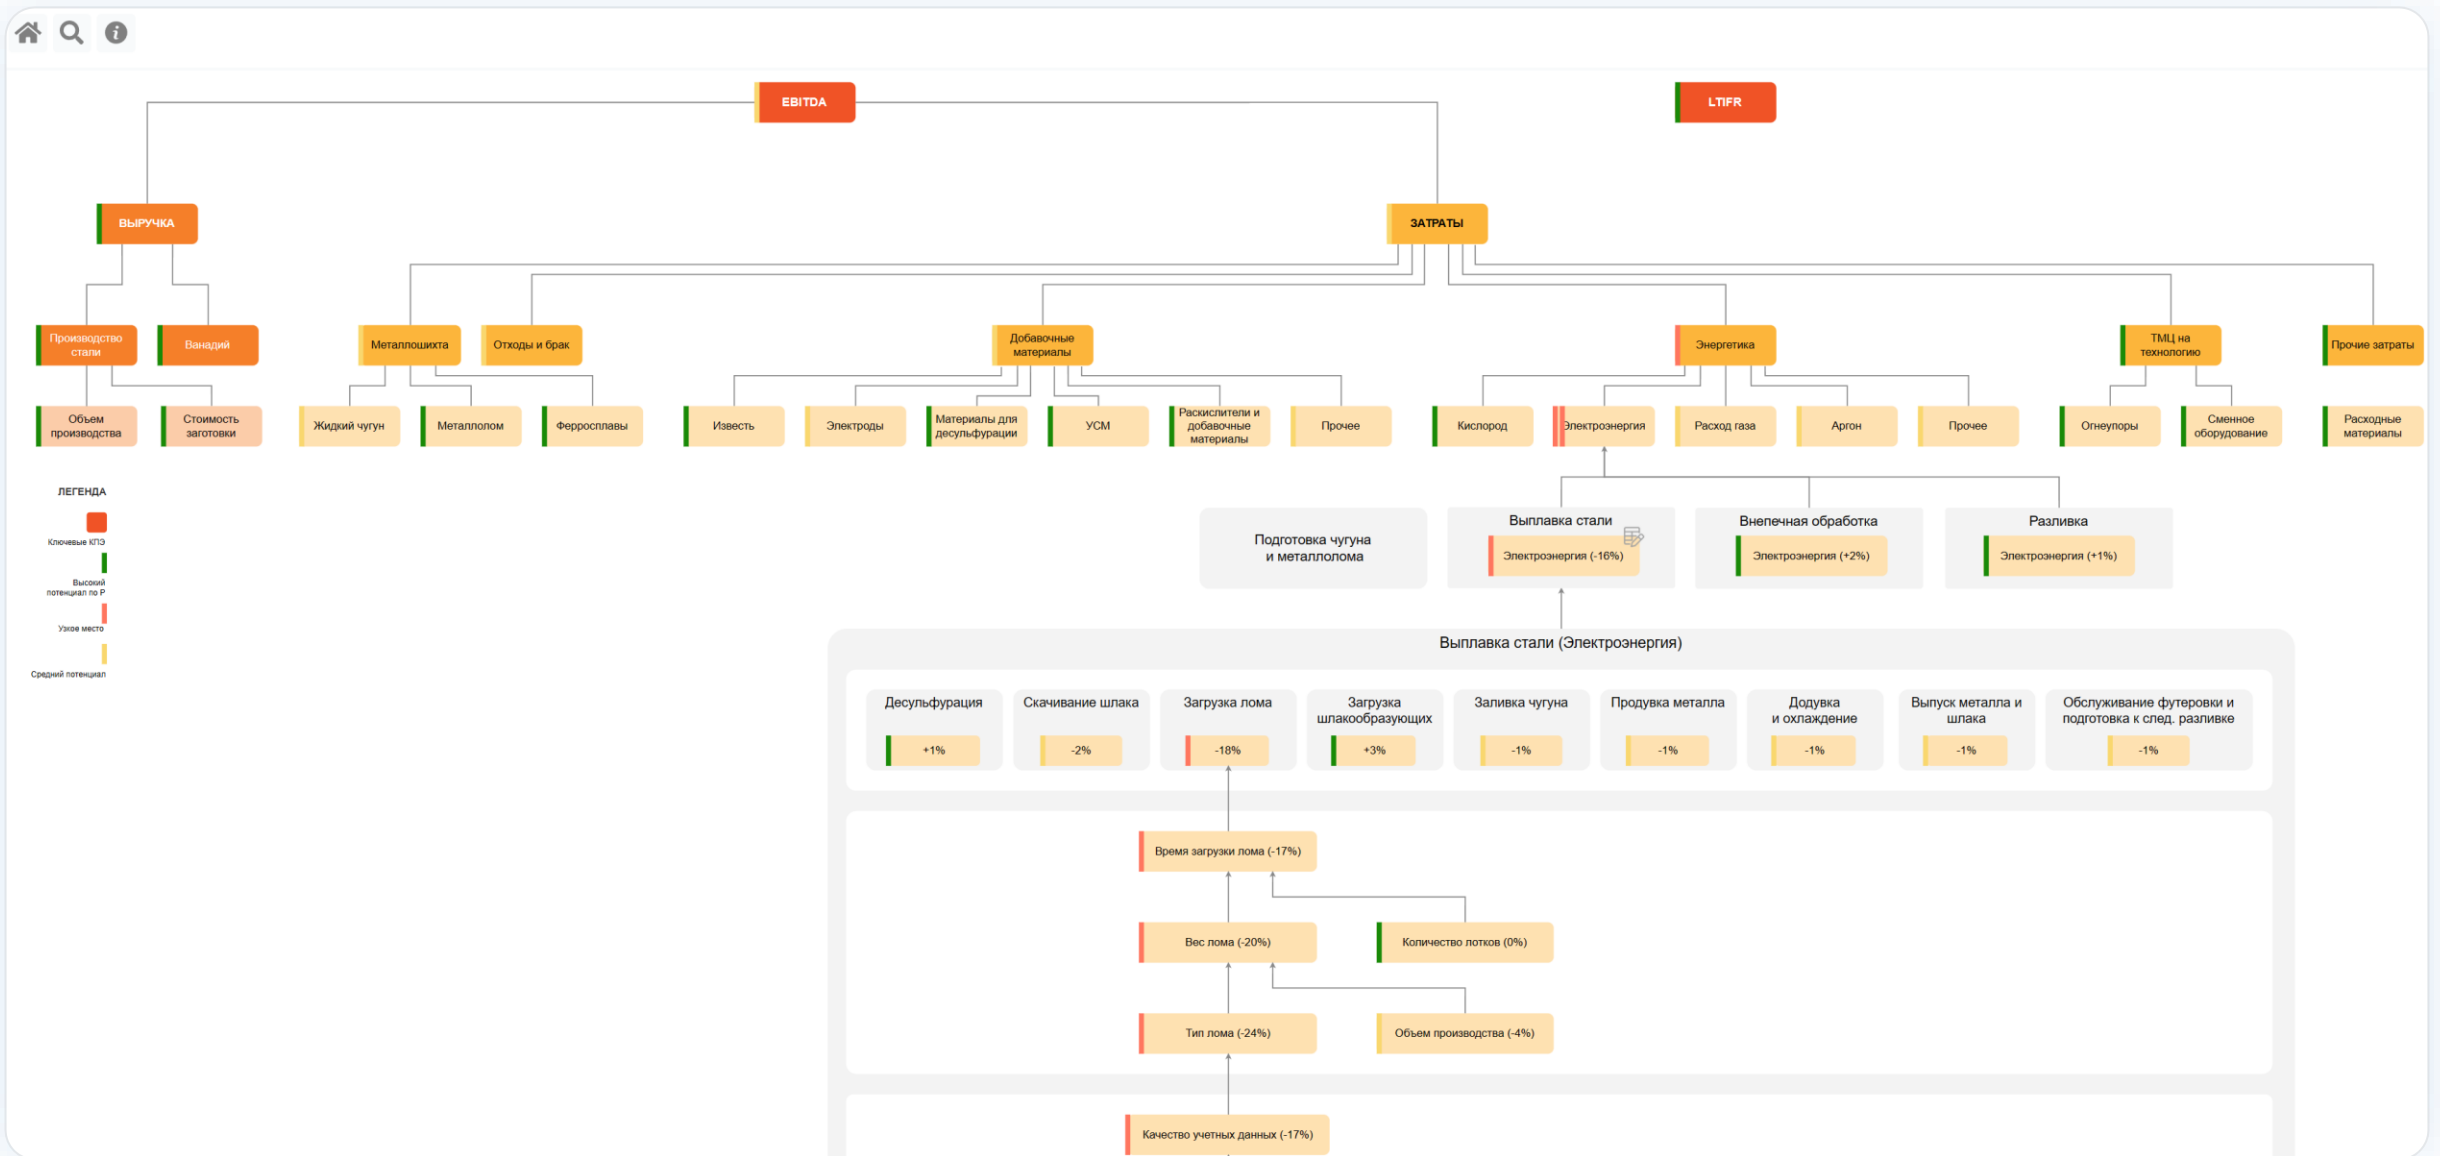 EBITDA
LTIFR
ВЫРУЧКА
ЗАТРАТЫ
Производство
стали
Ванадий
Металлошихта
Отходы и брак
Добавочные
материалы
Энергетика
ТМЦ на
технологию
Прочие затраты
Объем
производства
Стоимость
заготовки
Жидкий чугун
Металлолом
Ферросплавы
Известь
Электроды
Материалы для
десульфурации
УСМ
Раскислители и
добавочные
материалы
Прочее
Кислород
Электроэнергия
Расход газа
Аргон
Прочее
Огнеупоры
Сменное
оборудование
Расходные
материалы
ЛЕГЕНДА
Ключевые КПЭ
Высокий
потенциал по Р
Узкое место
Средний потенциал
Подготовка чугуна
и металлолома
Выплавка стали
Электроэнергия (-16%)
Внепечная обработка
Электроэнергия (+2%)
Разливка
Электроэнергия (+1%)
Выплавка стали (Электроэнергия)
Десульфурация
+1%
Скачивание шлака
-2%
Загрузка лома
-18%
Загрузка
шлакообразующих
+3%
Заливка чугуна
-1%
Продувка металла
-1%
Додувка
и охлаждение
-1%
Выпуск металла и
шлака
-1%
Обслуживание футеровки и
подготовка к след. разливке
-1%
Время загрузки лома (-17%)
Вес лома (-20%)
Количество лотков (0%)
Тип лома (-24%)
Объем производства (-4%)
Качество учетных данных (-17%)